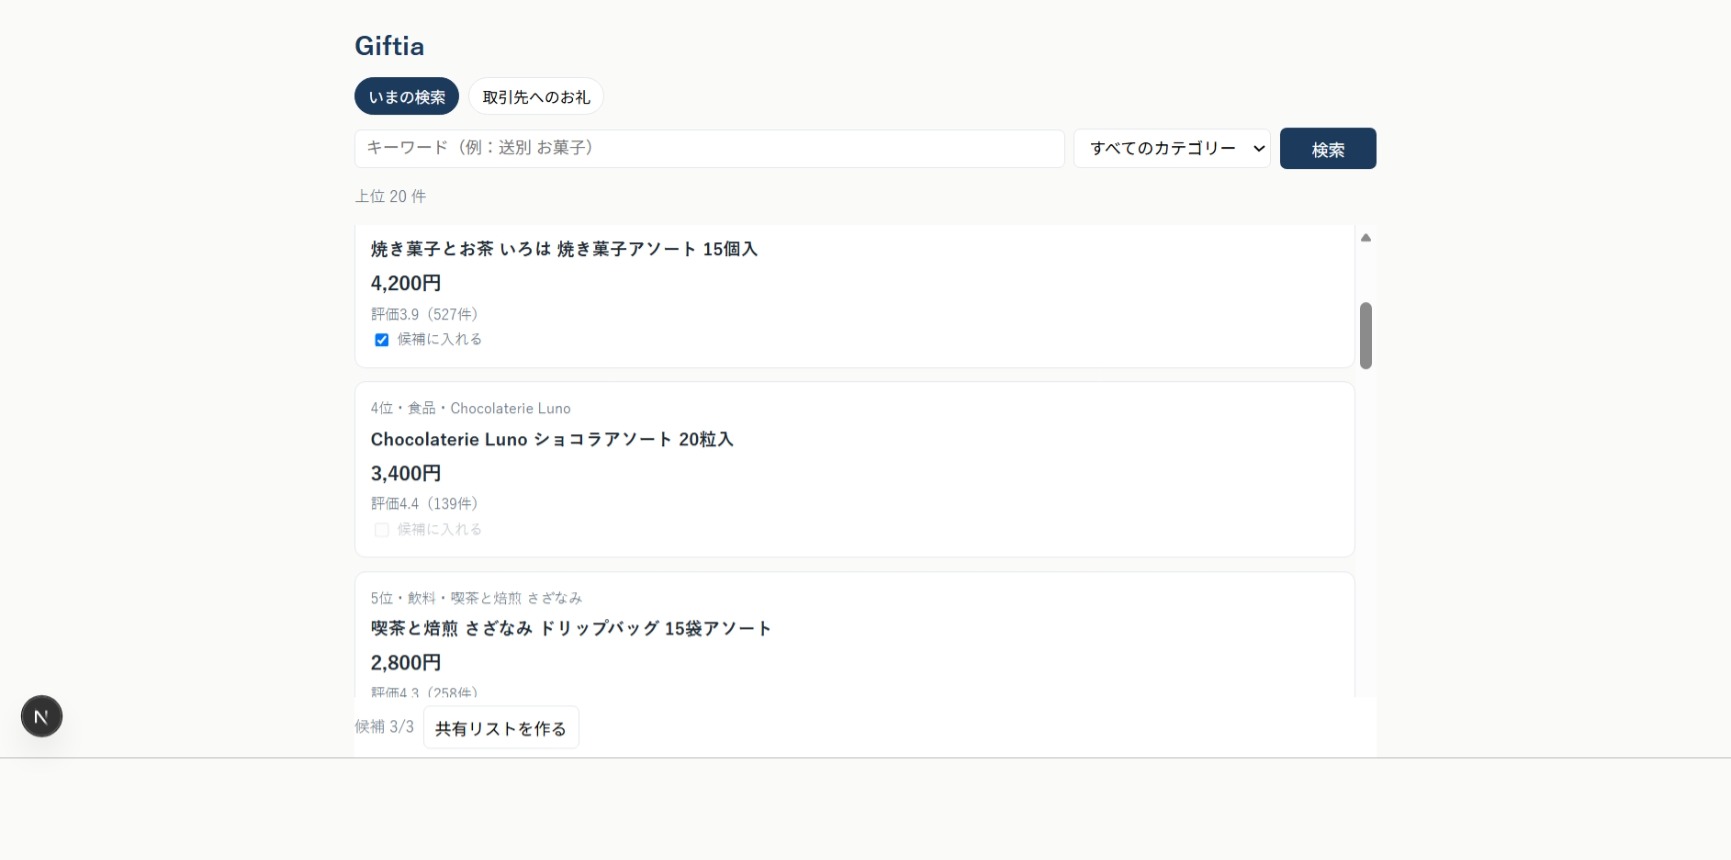 Giftia
いまの検索
取引先へのお礼
キーワード（例：送別 お菓子）
すべてのカテゴリー
検索
上位 20 件
焼き菓子とお茶 いろは 焼き菓子アソート 15個入
4,200円
評価3.9（527件）
候補に入れる
4位・食品・Chocolaterie Luno
Chocolaterie Luno ショコラアソート 20粒入
3,400円
評価4.4（139件）
候補に入れる
5位・飲料・喫茶と焙煎 さざなみ
喫茶と焙煎 さざなみ ドリップバッグ 15袋アソート
2,800円
評価4.3（258件）
候補 3/3
共有リストを作る
N